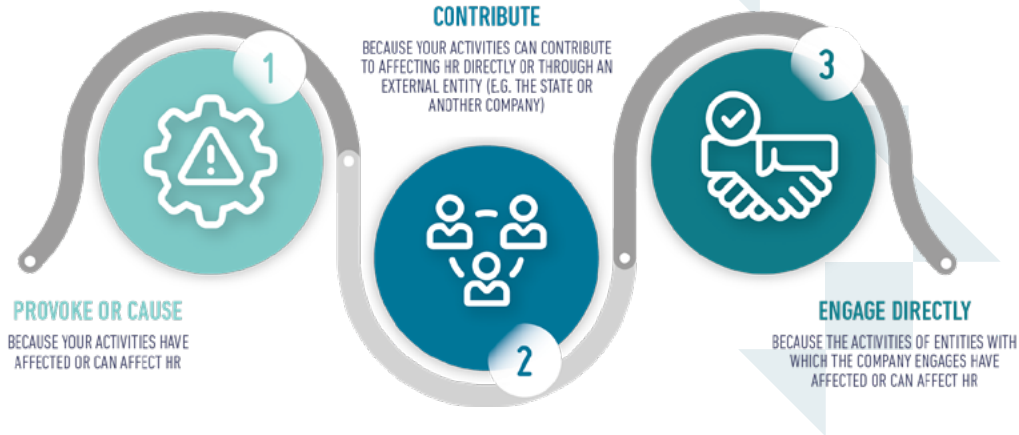 1
PROVOKE OR CAUSE
BECAUSE YOUR ACTIVITIES HAVE
AFFECTED OR CAN AFFECT HR
CONTRIBUTE
BECAUSE YOUR ACTIVITIES CAN CONTRIBUTE
TO AFFECTING HR DIRECTLY OR THROUGH AN
EXTERNAL ENTITY (E.G. THE STATE OR
ANOTHER COMPANY)
2
3
ENGAGE DIRECTLY
BECAUSE THE ACTIVITIES OF ENTITIES WITH
WHICH THE COMPANY ENGAGES HAVE
AFFECTED OR CAN AFFECT HR